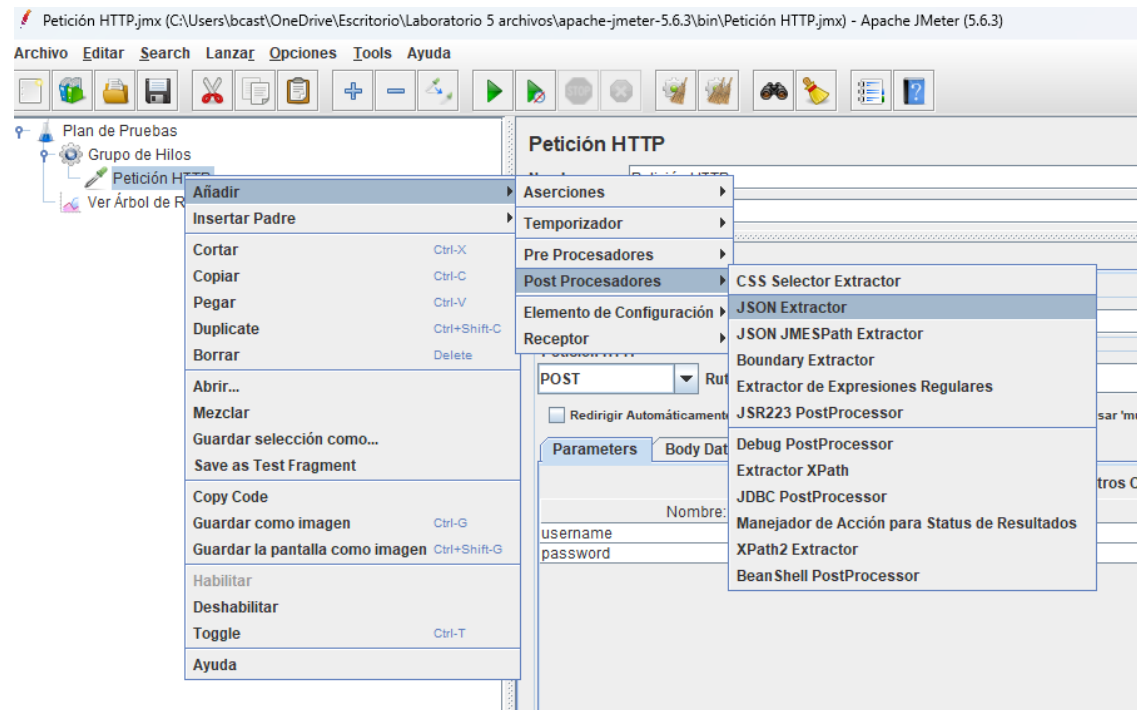 Petición HTTP.jmx (C:\Users\bcast\OneDrive\Escritorio\Laboratorio 5 archivos\apache-jmeter-5.6.3\bin\Petición HTTP.jmx) - Apache JMeter (5.6.3)
Archivo Editar Search Lanzar Opciones Tools Ayuda
STOP
Plan de Pruebas
Grupo de Hilos
Petición HTTP
Ver Árbol de R
Añadir
Insertar Padre
Cortar Ctrl-X
Copiar Ctrl-C
Pegar Ctrl-V
Duplicate Ctrl+Shift-C
Borrar Delete
Abrir...
Mezclar
Guardar selección como...
Save as Test Fragment
Copy Code
Guardar como imagen Ctrl-G
Guardar la pantalla como imagen Ctrl+Shift-G
Habilitar
Deshabilitar
Toggle Ctrl-T
Ayuda
Petición HTTP
Aserciones
Temporizador
Pre Procesadores
Post Procesadores
Elemento de Configuración
Receptor
CSS Selector Extractor
JSON Extractor
JSON JMESPath Extractor
Boundary Extractor
Extractor de Expresiones Regulares
JSR223 PostProcessor
Debug PostProcessor
Extractor XPath
JDBC PostProcessor
Manejador de Acción para Status de Resultados
XPath2 Extractor
BeanShell PostProcessor
POST Rut
Redirigir Automáticament
sar 'mu
Parameters Body Dat
tros C
Nombre:
username
password